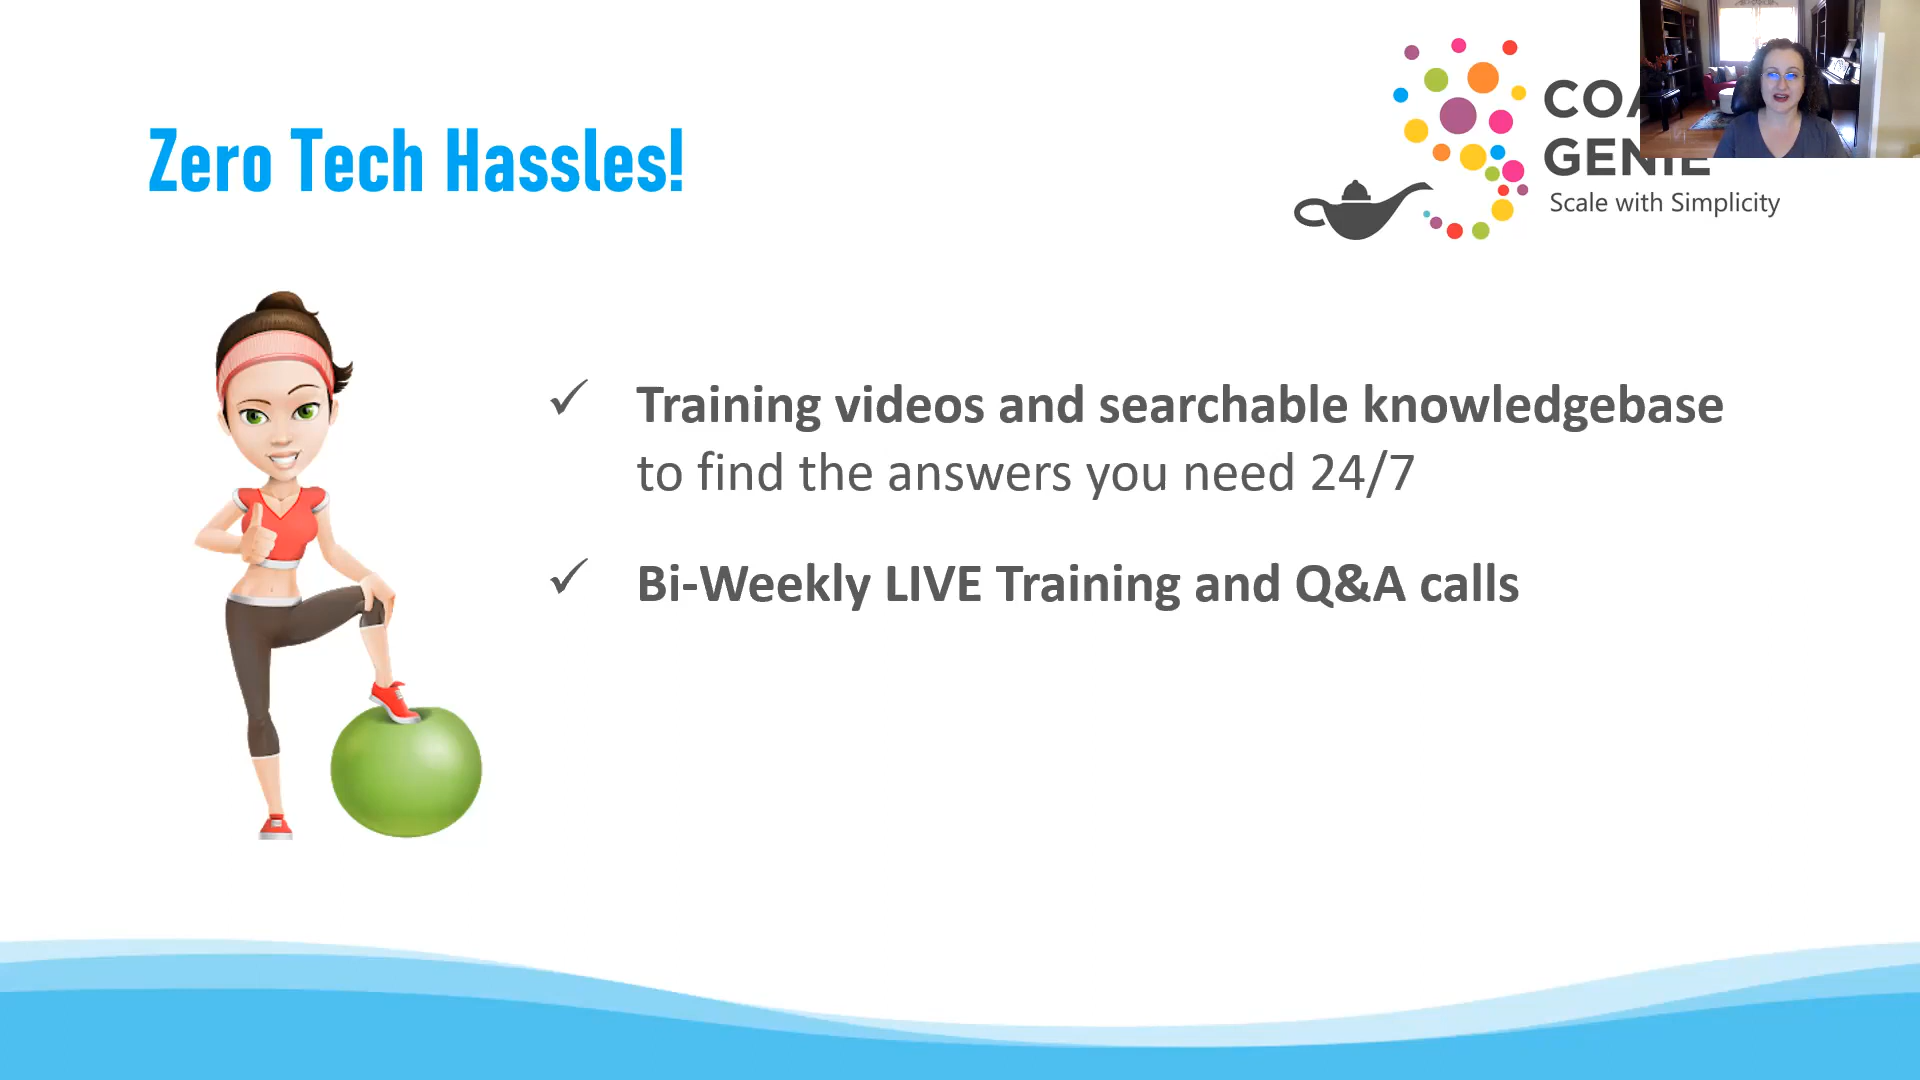 Zero Tech Hassles!
GENIE
Scale with Simplicity
Training videos and searchable knowledgebase
to find the answers you need 24/7
Bi-Weekly LIVE Training and Q&A calls